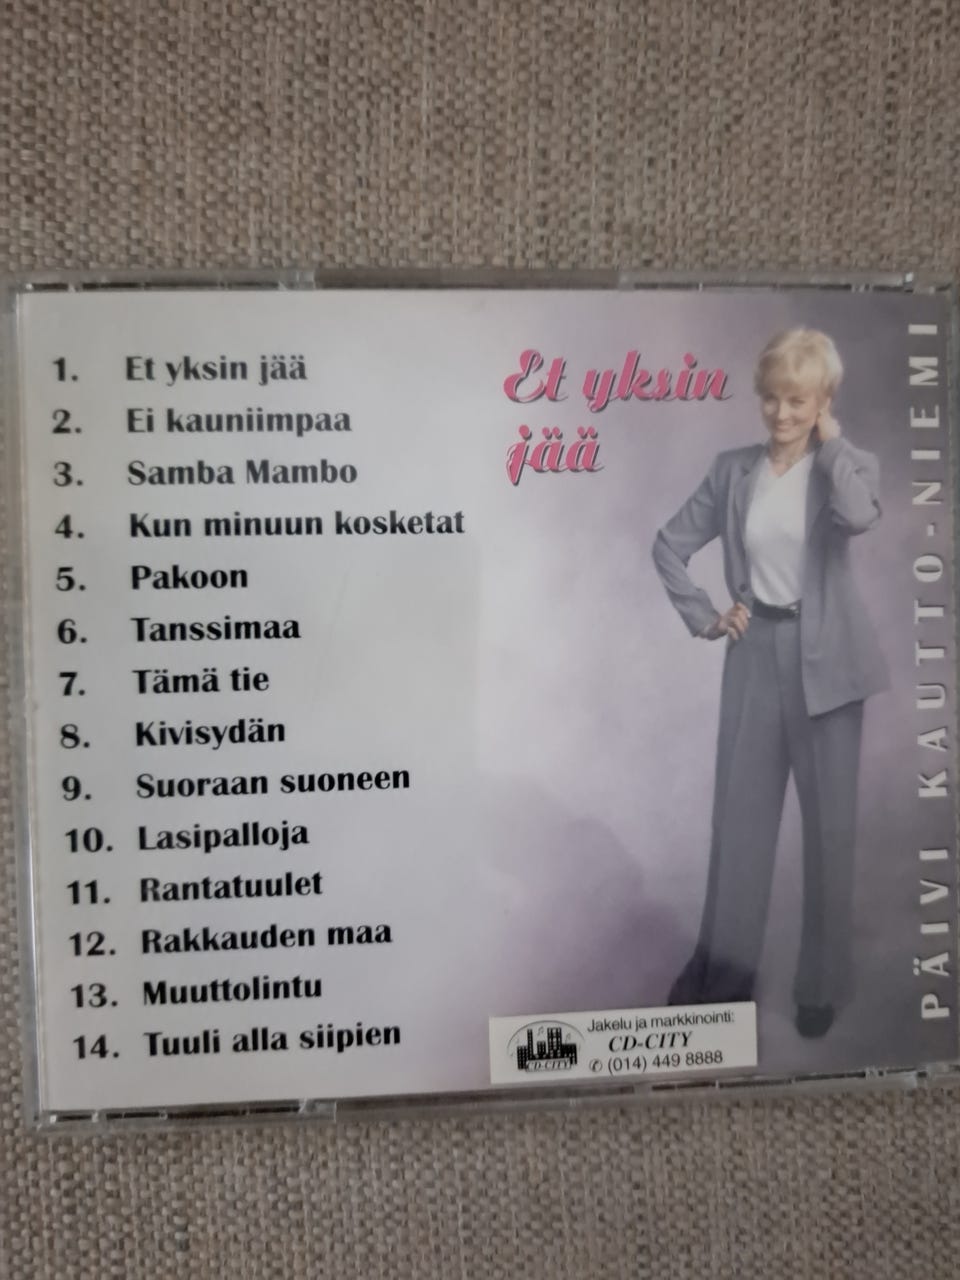 1. Et yksin jää
2. Ei kauniimpaa
3. Samba Mambo
4. Kun minuun kosketat
5. Pakoon
6. Tanssimaa
7. Tämä tie
8. Kivisydän
9. Suoraan suoneen
10. Lasipalloja
11. Rantatuulet
12. Rakkauden maa
13. Muuttolintu
14. Tuuli alla siipien
Et yksin
jää
PÄIVI KAUTTO-NIEMI
CD-CITY
Jakelu ja markkinointi:
CD-CITY
✆ (014) 449 8888